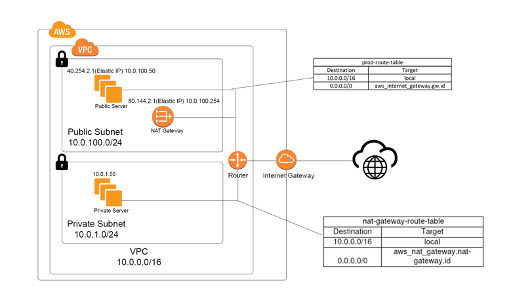 AWS
VPC
40.254.2.1(Elastic IP) 10.0.100.50
Public Server
80.144.2.1(Elastic IP) 10.0.100.254
NAT Gateway
Public Subnet
10.0.100.0/24
10.0.1.50
Private Server
Private Subnet
10.0.1.0/24
VPC
10.0.0.0/16
Router
Internet Gateway
prod-route-table
Destination Target
10.0.0.0/16 local
0.0.0.0/0 aws_internet_gateway.gw.id
nat-gateway-route-table
Destination Target
10.0.0.0/16 local
0.0.0.0/0 aws_nat_gateway.nat-
gateway.id